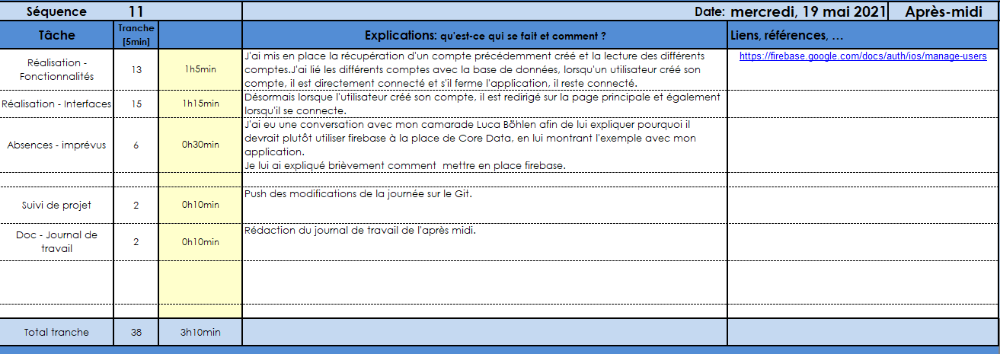 Séquence 11 Date: mercredi, 19 mai 2021 Après-midi
Tâche Tranche [5min] Explications: qu'est-ce qui se fait et comment ? Liens, références, ...
Réalisation - Fonctionnalités 13 1h5min
J'ai mis en place la récupération d'un compte précédemment créé et la lecture des différents
comptes.J'ai lié les différents comptes avec la base de données, lorsqu'un utilisateur créé son
compte, il est directement connecté et s'il ferme l'application, il reste connecté.
https://firebase.google.com/docs/auth/ios/manage-users
Réalisation - Interfaces 15 1h15min
Désormais lorsque l'utilisateur créé son compte, il est redirigé sur la page principale et également
lorsqu'il se connecte.
Absences - imprévus 6 0h30min
J'ai eu une conversation avec mon camarade Luca Böhlen afin de lui expliquer pourquoi il
devrait plutôt utiliser firebase à la place de Core Data, en lui montrant l'exemple avec mon
application.
Je lui ai expliqué brièvement comment mettre en place firebase.
Suivi de projet 2 0h10min
Push des modifications de la journée sur le Git.
Doc - Journal de travail 2 0h10min
Rédaction du journal de travail de l'après midi.
Total tranche 38 3h10min